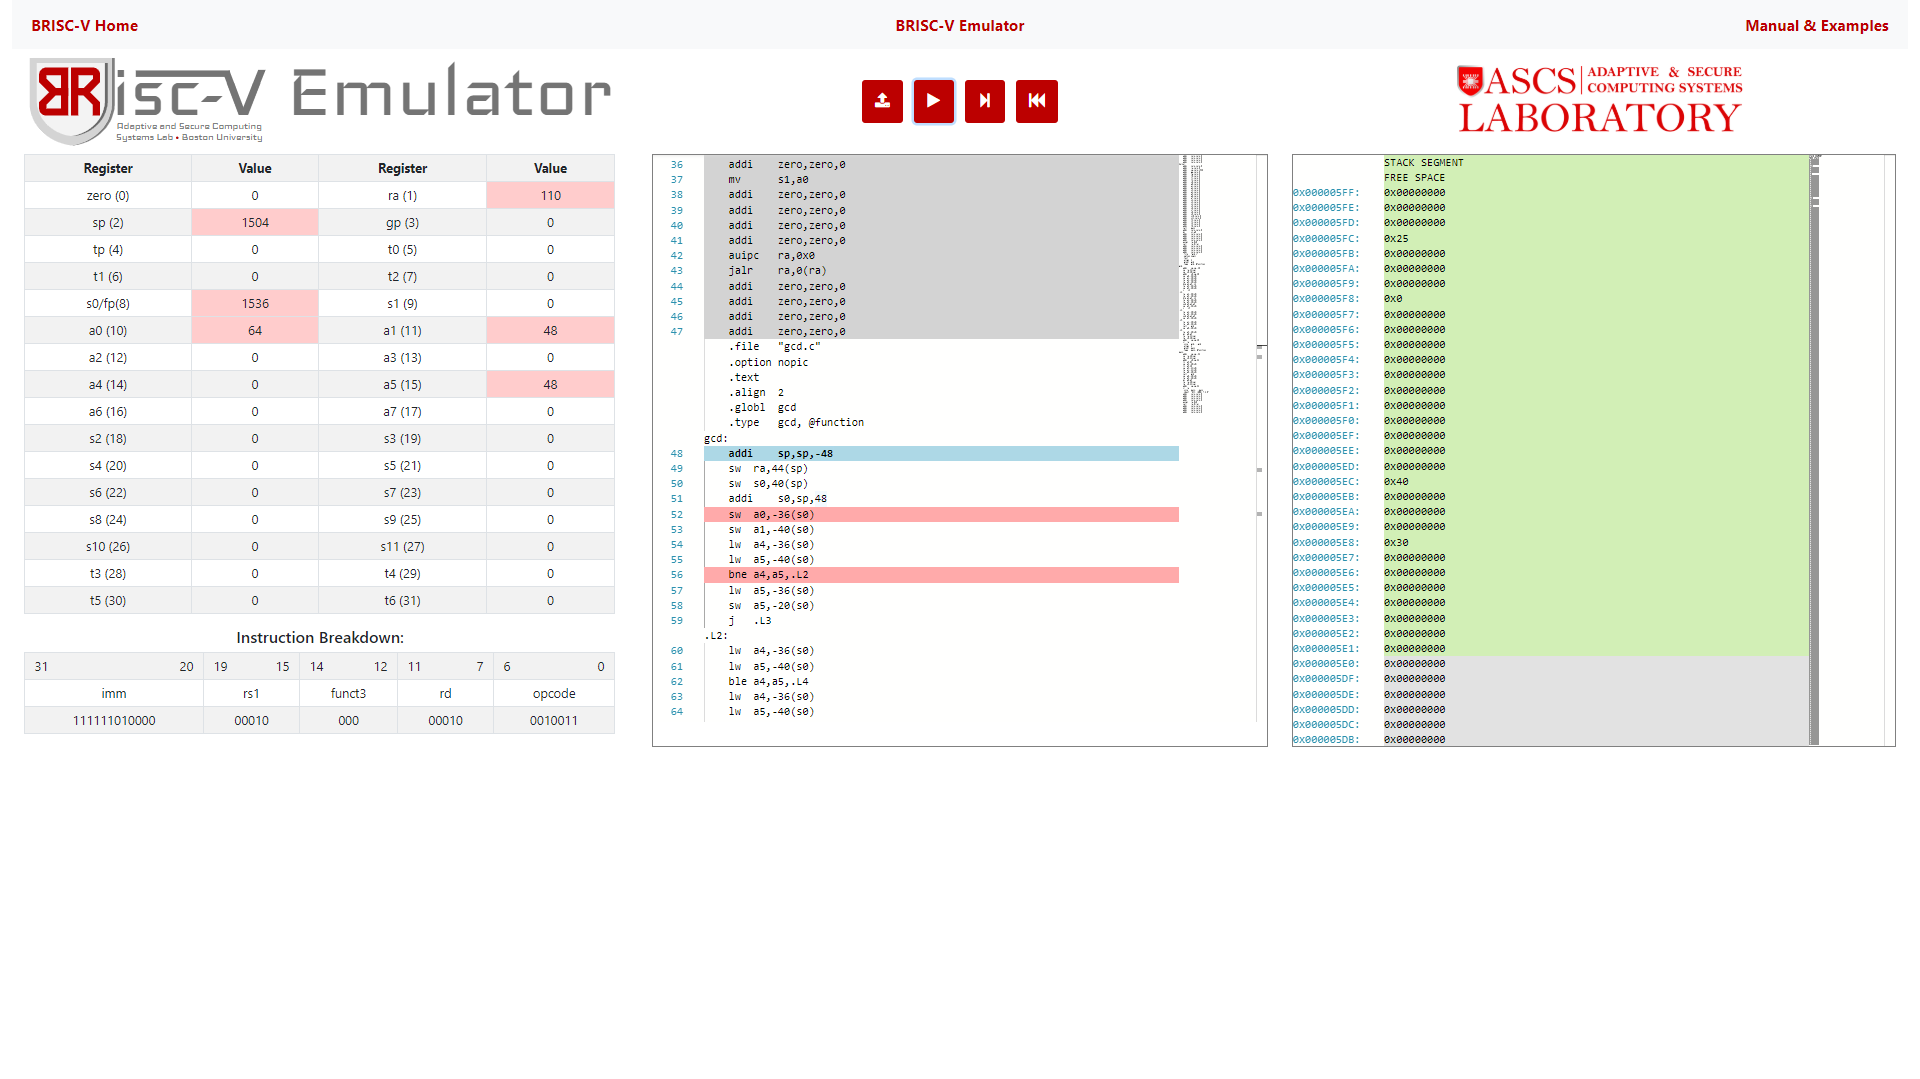 BRISC-V Home
BRISC-V Emulator
Manual & Examples
BRisc-V Emulator
Adaptive and Secure Computing
Systems Lab • Boston University
ASCS ADAPTIVE & SECURE
COMPUTING SYSTEMS
LABORATORY
Register Value Register Value
zero (0) 0 ra (1) 110
sp (2) 1504 gp (3) 0
tp (4) 0 t0 (5) 0
t1 (6) 0 t2 (7) 0
s0/fp(8) 1536 s1 (9) 0
a0 (10) 64 a1 (11) 48
a2 (12) 0 a3 (13) 0
a4 (14) 0 a5 (15) 48
a6 (16) 0 a7 (17) 0
s2 (18) 0 s3 (19) 0
s4 (20) 0 s5 (21) 0
s6 (22) 0 s7 (23) 0
s8 (24) 0 s9 (25) 0
s10 (26) 0 s11 (27) 0
t3 (28) 0 t4 (29) 0
t5 (30) 0 t6 (31) 0
Instruction Breakdown:
31 20 19 15 14 12 11 7 6 0
imm rs1 funct3 rd opcode
111111010000 00010 000 00010 0010011
36 addi zero,zero,0
37 mv s1,a0
38 addi zero,zero,0
39 addi zero,zero,0
40 addi zero,zero,0
41 addi zero,zero,0
42 auipc ra,0x0
43 jalr ra,0(ra)
44 addi zero,zero,0
45 addi zero,zero,0
46 addi zero,zero,0
47 addi zero,zero,0
.file "gcd.c"
.option nopic
.text
.align 2
.globl gcd
.type gcd, @function
gcd:
48 addi sp,sp,-48
49 sw ra,44(sp)
50 sw s0,40(sp)
51 addi s0,sp,48
52 sw a0,-36(s0)
53 sw a1,-40(s0)
54 lw a4,-36(s0)
55 lw a5,-40(s0)
56 bne a4,a5,.L2
57 lw a5,-36(s0)
58 sw a5,-20(s0)
59 j .L3
.L2:
60 lw a4,-36(s0)
61 lw a5,-40(s0)
62 ble a4,a5,.L4
63 lw a4,-36(s0)
64 lw a5,-40(s0)
STACK SEGMENT
FREE SPACE
0x000005FF: 0x00000000
0x000005FE: 0x00000000
0x000005FD: 0x00000000
0x000005FC: 0x25
0x000005FB: 0x00000000
0x000005FA: 0x00000000
0x000005F9: 0x00000000
0x000005F8: 0x0
0x000005F7: 0x00000000
0x000005F6: 0x00000000
0x000005F5: 0x00000000
0x000005F4: 0x00000000
0x000005F3: 0x00000000
0x000005F2: 0x00000000
0x000005F1: 0x00000000
0x000005F0: 0x00000000
0x000005EF: 0x00000000
0x000005EE: 0x00000000
0x000005ED: 0x00000000
0x000005EC: 0x40
0x000005EB: 0x00000000
0x000005EA: 0x00000000
0x000005E9: 0x00000000
0x000005E8: 0x30
0x000005E7: 0x00000000
0x000005E6: 0x00000000
0x000005E5: 0x00000000
0x000005E4: 0x00000000
0x000005E3: 0x00000000
0x000005E2: 0x00000000
0x000005E1: 0x00000000
0x000005E0: 0x00000000
0x000005DF: 0x00000000
0x000005DE: 0x00000000
0x000005DD: 0x00000000
0x000005DC: 0x00000000
0x000005DB: 0x00000000